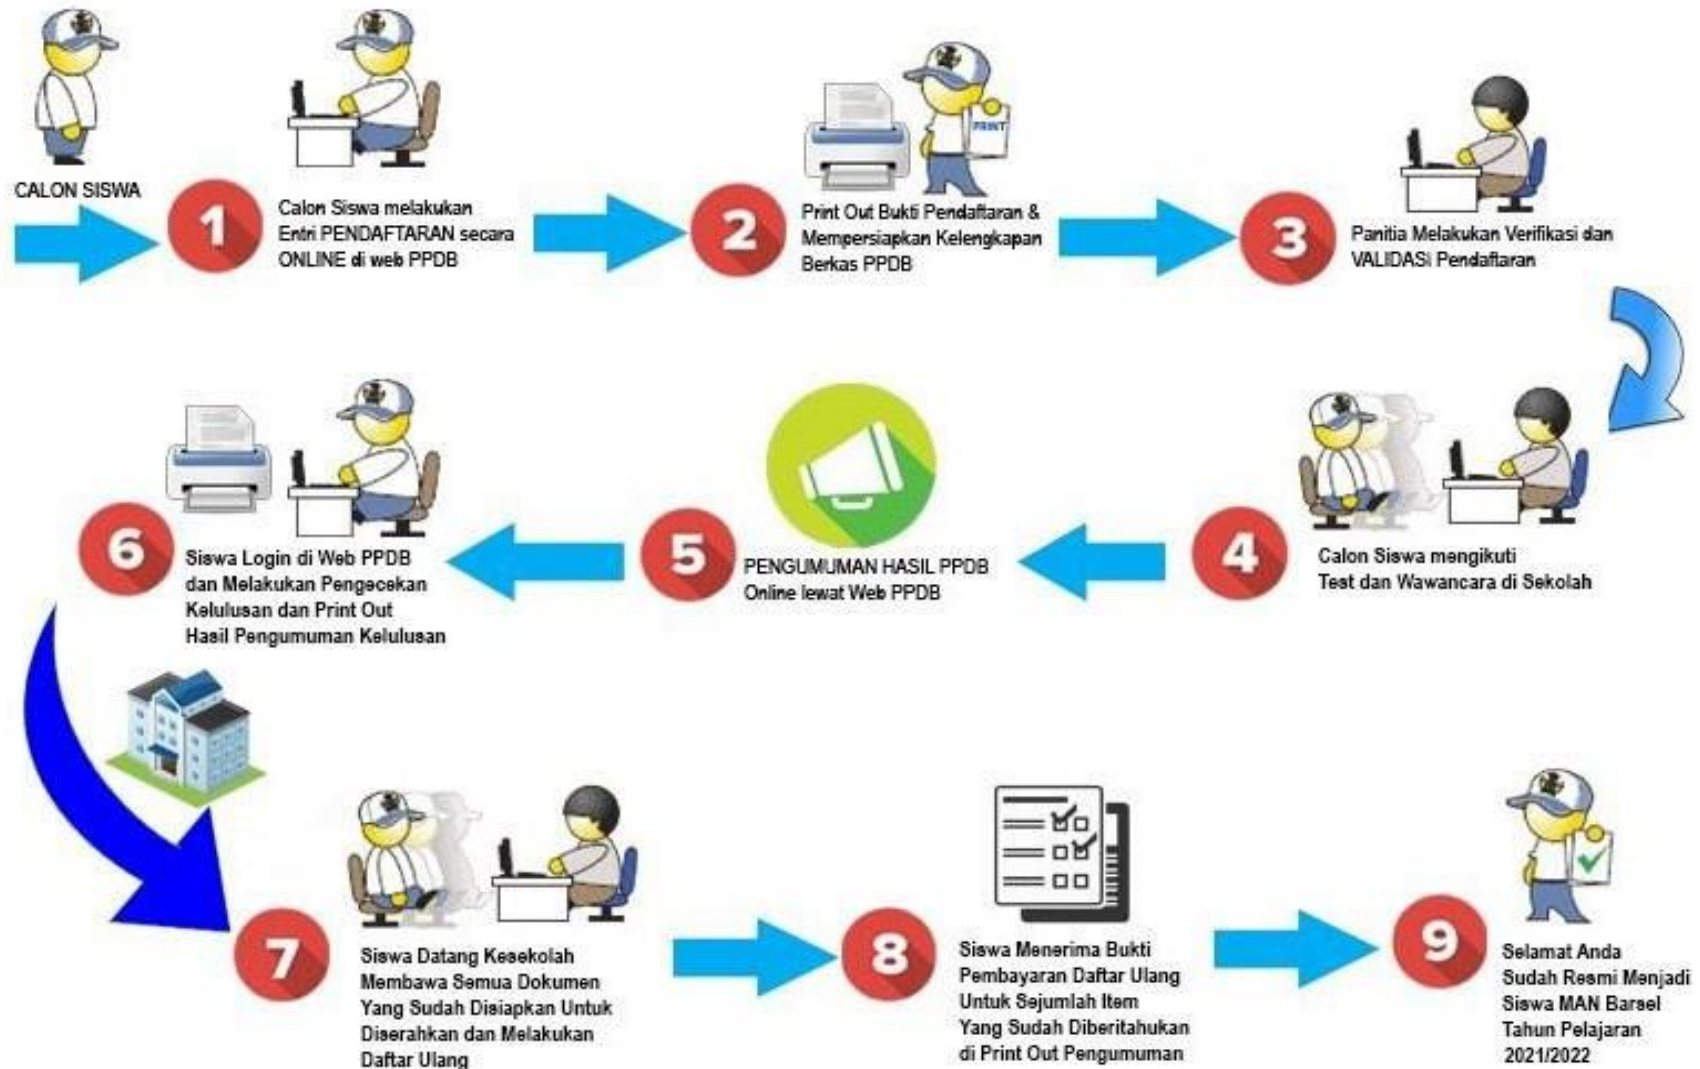 CALON SISWA
1
Calon Siswa melakukan
Entri PENDAFTARAN secara
ONLINE di web PPDB
2
PRINT
Print Out Bukti Pendaftaran &
Mempersiapkan Kelengkapan
Berkas PPDB
3
Panitia Melakukan Verifikasi dan
VALIDASi Pendaftaran
4
Calon Siswa mengikuti
Test dan Wawancara di Sekolah
5
PENGUMUMAN HASIL PPDB
Online lewat Web PPDB
6
Siswa Login di Web PPDB
dan Melakukan Pengecekan
Kelulusan dan Print Out
Hasil Pengumuman Kelulusan
7
Siswa Datang Kesekolah
Membawa Semua Dokumen
Yang Sudah Disiapkan Untuk
Diserahkan dan Melakukan
Daftar Ulang
8
Siswa Menerima Bukti
Pembayaran Daftar Ulang
Untuk Sejumlah Item
Yang Sudah Diberitahukan
di Print Out Pengumuman
9
Selamat Anda
Sudah Resmi Menjadi
Siswa MAN Barsel
Tahun Pelajaran
2021/2022